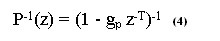 P⁻¹(z) = (1 - gₚ z⁻ᵀ)⁻¹ (4)